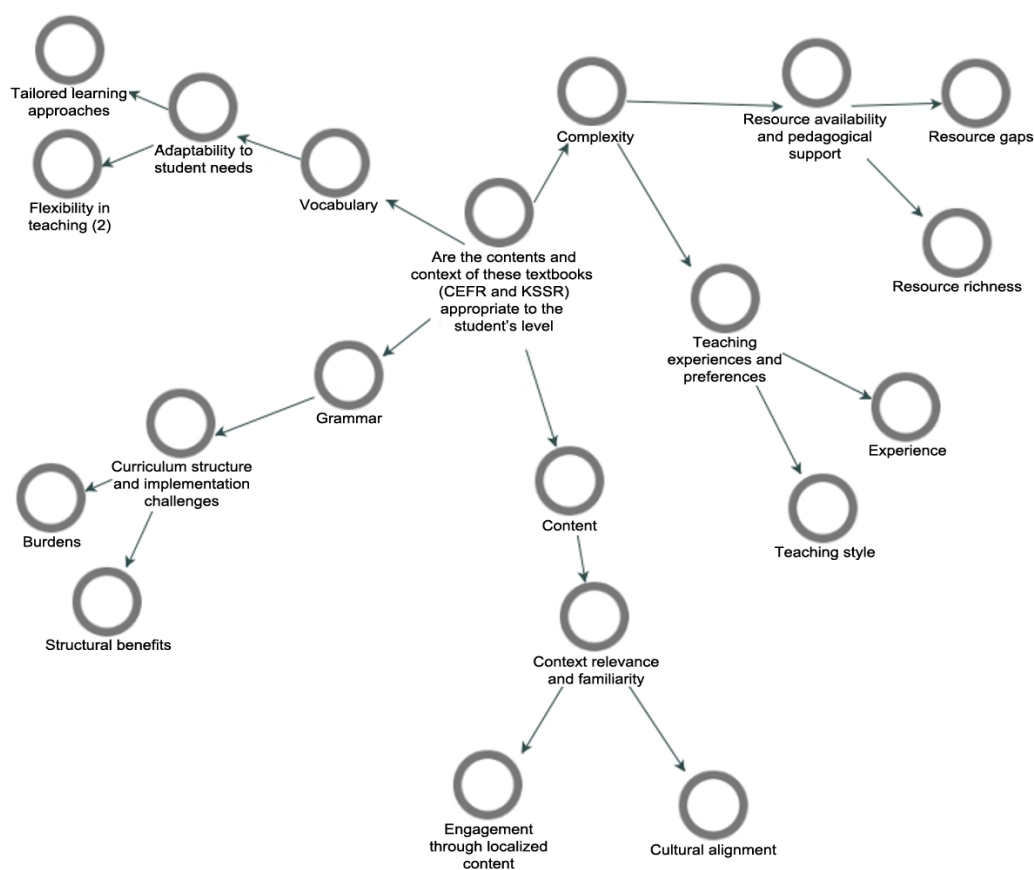 Tailored learning
approaches
Adaptability to
student needs
Flexibility in
teaching (2)
Vocabulary
Complexity
Resource availability
and pedagogical
support
Resource gaps
Resource richness
Are the contents and
context of these textbooks
(CEFR and KSSR)
appropriate to the
student's level
Teaching
experiences and
preferences
Experience
Teaching style
Grammar
Curriculum structure
and implementation
challenges
Burdens
Structural benefits
Content
Context relevance
and familiarity
Engagement
through localized
content
Cultural alignment